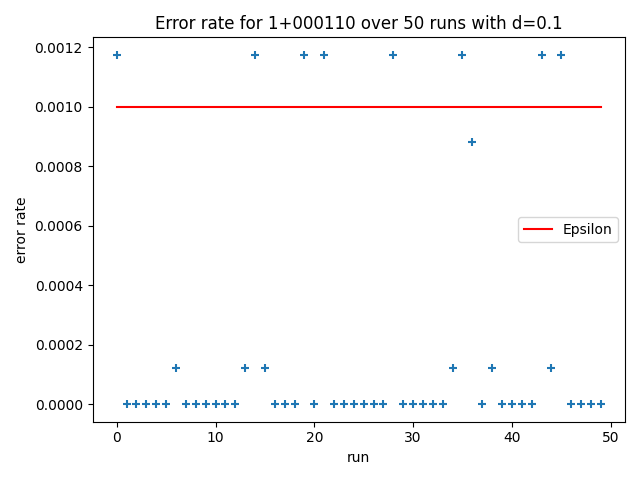 Error rate for 1+000110 over 50 runs with d=0.1
0.0012
0.0010
0.0008
0.0006
0.0004
0.0002
0.0000
error rate
Epsilon
0 10 20 30 40 50
run